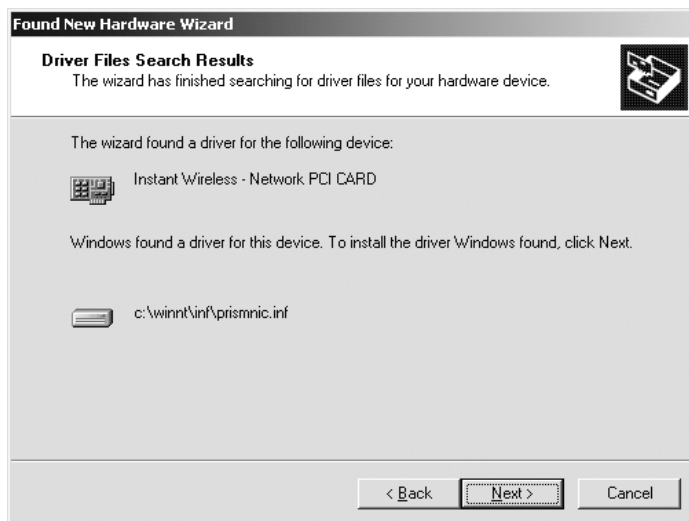 Found New Hardware Wizard
Driver Files Search Results
The wizard has finished searching for driver files for your hardware device.
The wizard found a driver for the following device:
Instant Wireless - Network PCI CARD
Windows found a driver for this device. To install the driver Windows found, click Next.
c:\winnt\inf\prismnic.inf
< Back
Next >
Cancel